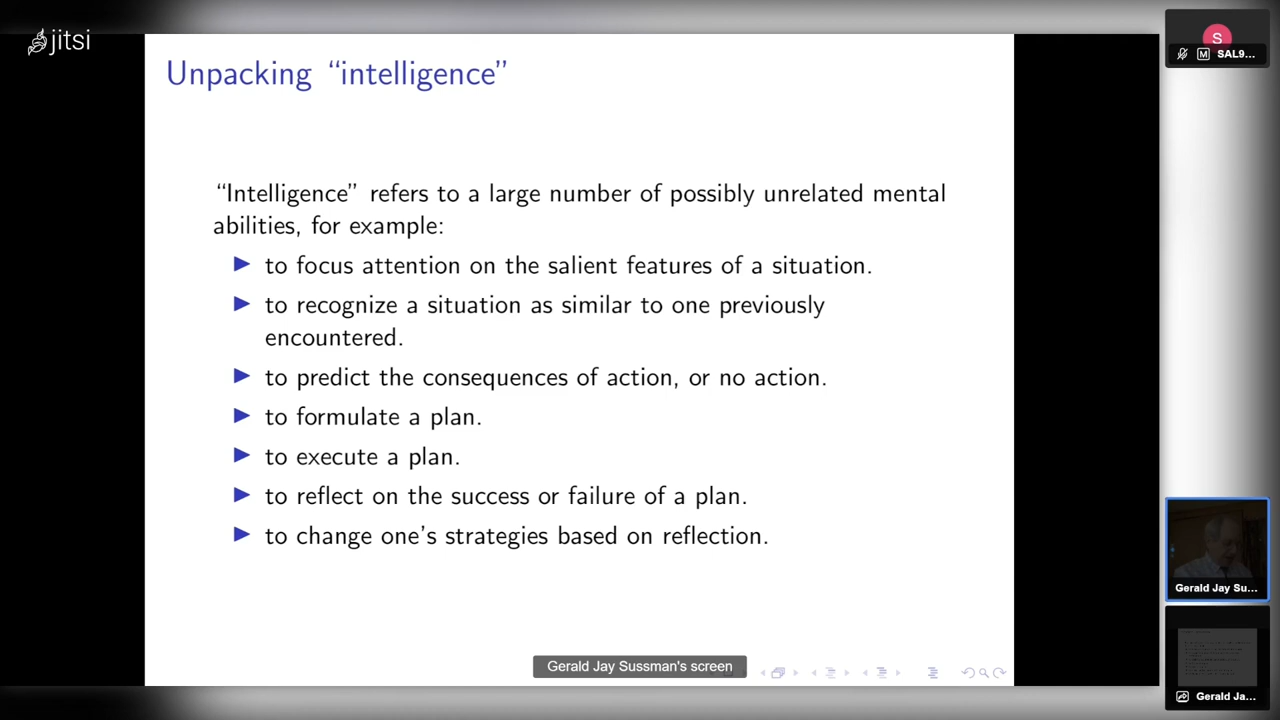 jitsi
Unpacking “intelligence”
“Intelligence” refers to a large number of possibly unrelated mental
abilities, for example:
to focus attention on the salient features of a situation.
to recognize a situation as similar to one previously
encountered.
to predict the consequences of action, or no action.
to formulate a plan.
to execute a plan.
to reflect on the success or failure of a plan.
to change one’s strategies based on reflection.
Gerald Jay Sussman's screen
S
M SAL9...
Gerald Jay Su...
Gerald Ja...